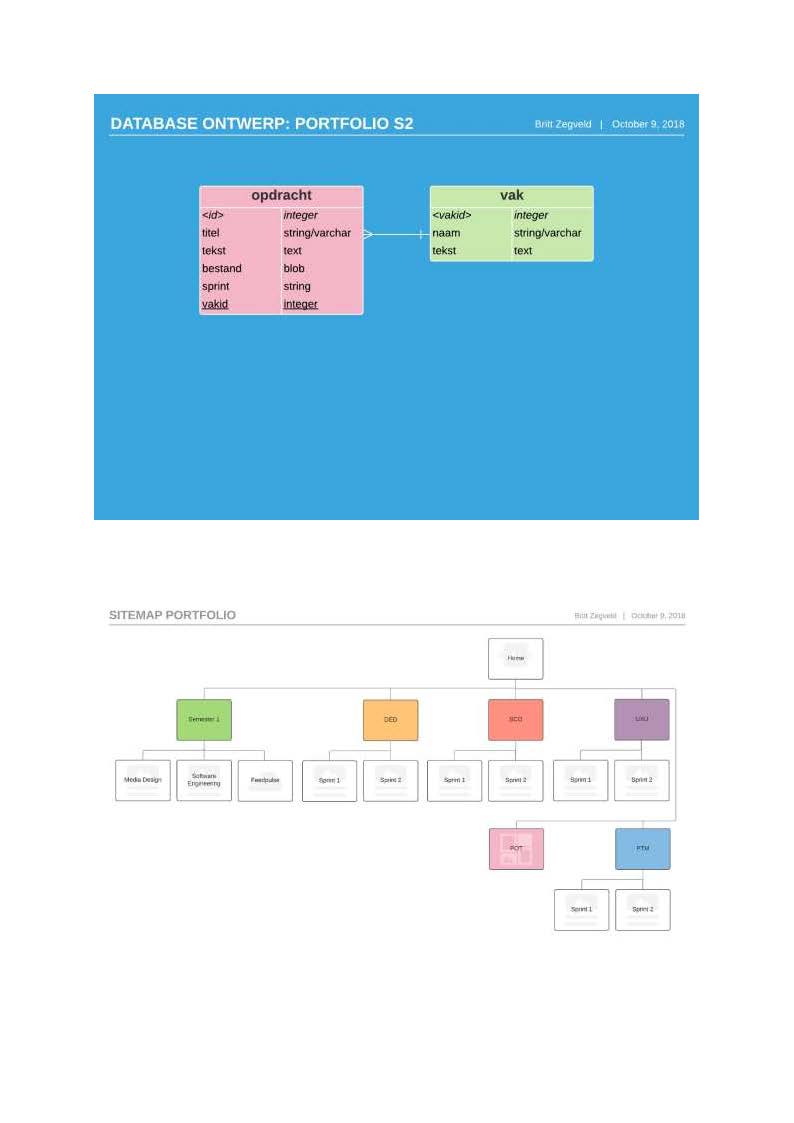 DATABASE ONTWERP: PORTFOLIO S2 Britt Zegveld | October 9, 2018
opdracht vak
<id> integer <vakid> integer
titel string/varchar naam string/varchar
tekst text tekst text
bestand blob
sprint string
vakid integer
SITEMAP PORTFOLIO Britt Zegveld | October 9, 2018
Home
Semester 1 DED SCO UXU
Media Design Software Engineering Feedpulse Sprint 1 Sprint 2 Sprint 1 Sprint 2 Sprint 1 Sprint 2
POT PTM
Sprint 1 Sprint 2